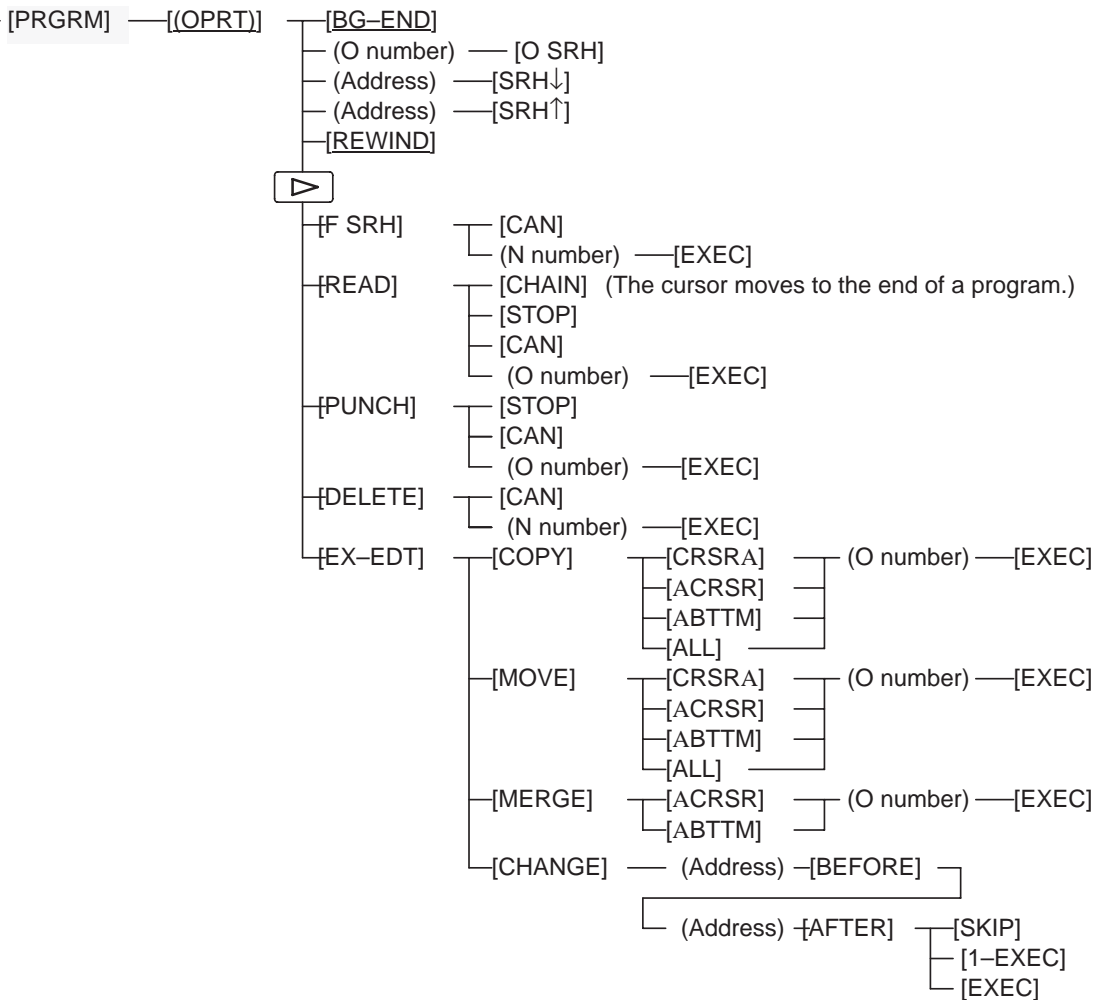 [PRGRM] [(OPRT)] [BG–END]
(O number) [O SRH]
(Address) [SRH↓]
(Address) [SRH↑]
[REWIND]
[F SRH] [CAN]
(N number) [EXEC]
[READ] [CHAIN] (The cursor moves to the end of a program.)
[STOP]
[CAN]
(O number) [EXEC]
[PUNCH] [STOP]
[CAN]
(O number) [EXEC]
[DELETE] [CAN]
(N number) [EXEC]
[EX–EDT] [COPY] [CRSRA] (O number) [EXEC]
[ACRSR]
[ABTTM]
[ALL]
[MOVE] [CRSRA] (O number) [EXEC]
[ACRSR]
[ABTTM]
[ALL]
[MERGE] [ACRSR] (O number) [EXEC]
[ABTTM]
[CHANGE] (Address) [BEFORE]
(Address) [AFTER] [SKIP]
[1–EXEC]
[EXEC]